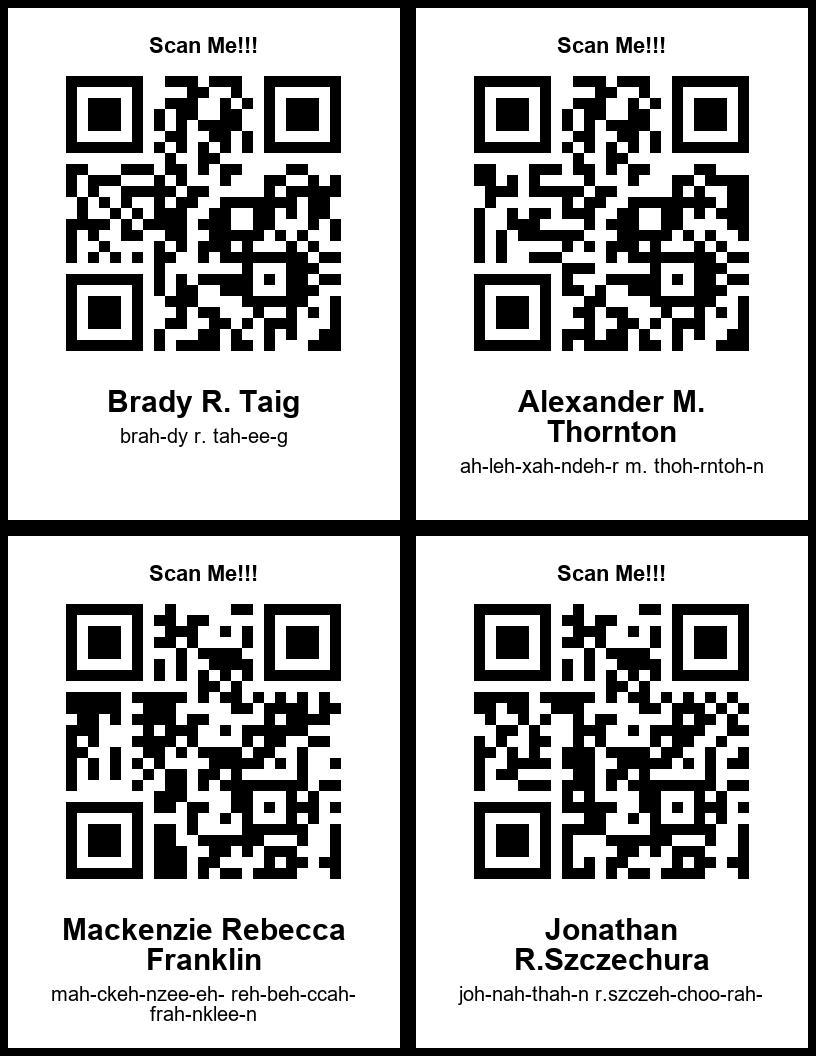 Scan Me!!!
Brady R. Taig
brah-dy r. tah-ee-g
Scan Me!!!
Alexander M.
Thornton
ah-leh-xah-ndeh-r m. thoh-rntoh-n
Scan Me!!!
Mackenzie Rebecca
Franklin
mah-ckeh-nzee-eh- reh-beh-ccah-
frah-nklee-n
Scan Me!!!
Jonathan
R.Szczechura
joh-nah-thah-n r.szczeh-choo-rah-